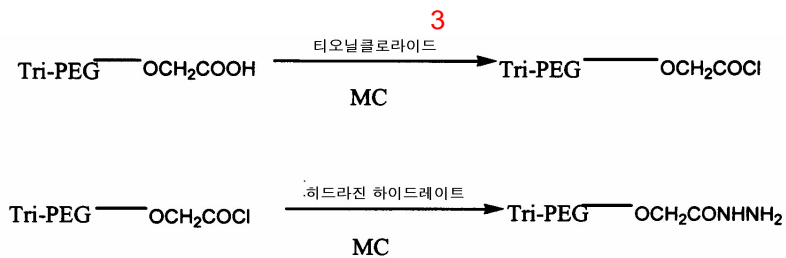 3
티오닐클로라이드
Tri-PEG OCH₂COOH Tri-PEG OCH₂COCl
MC
히드라진 하이드레이트
Tri-PEG OCH₂COCl Tri-PEG OCH₂CONHNH₂
MC